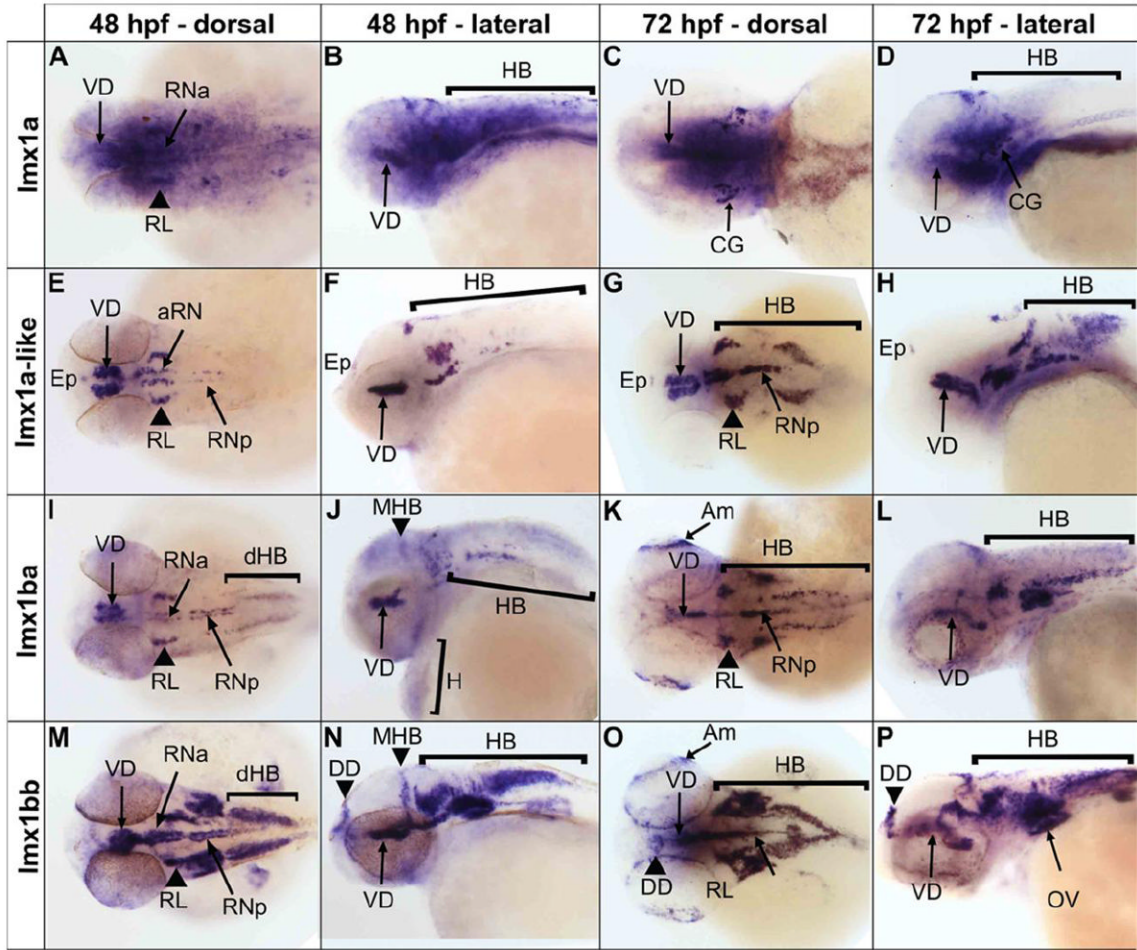 48 hpf - dorsal
48 hpf - lateral
72 hpf - dorsal
72 hpf - lateral
lmx1a
A
VD
RNa
RL
B
HB
VD
C
VD
CG
D
HB
VD
CG
lmx1a-like
E
VD
aRN
Ep
RL
RNp
F
HB
VD
G
VD
HB
Ep
RL
RNp
H
HB
Ep
VD
lmx1ba
I
VD
RNa
dHB
RL
RNp
J
MHB
HB
VD
H
K
Am
VD
HB
RL
RNp
L
HB
VD
lmx1bb
M
VD
RNa
dHB
RL
RNp
N
DD
MHB
HB
VD
O
Am
VD
HB
DD
RL
P
HB
DD
VD
OV